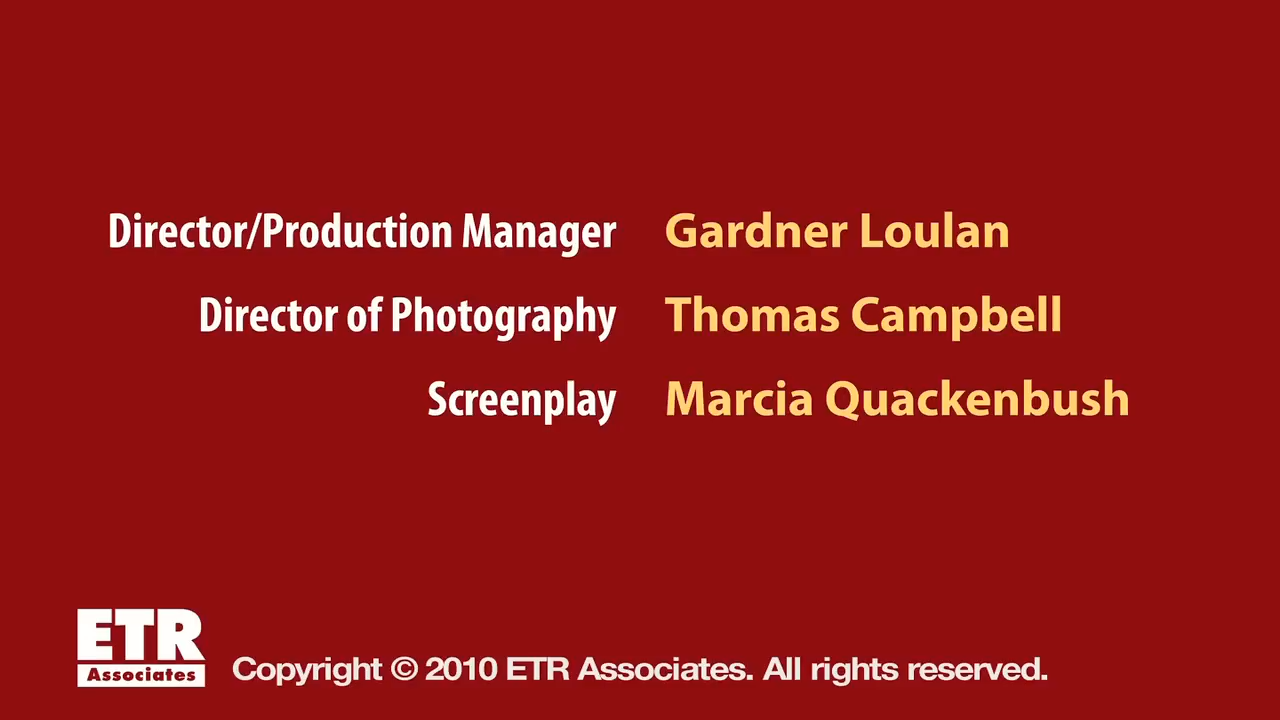 Director/Production Manager Gardner Loulan
Director of Photography Thomas Campbell
Screenplay Marcia Quackenbush
ETR
Associates
Copyright © 2010 ETR Associates. All rights reserved.